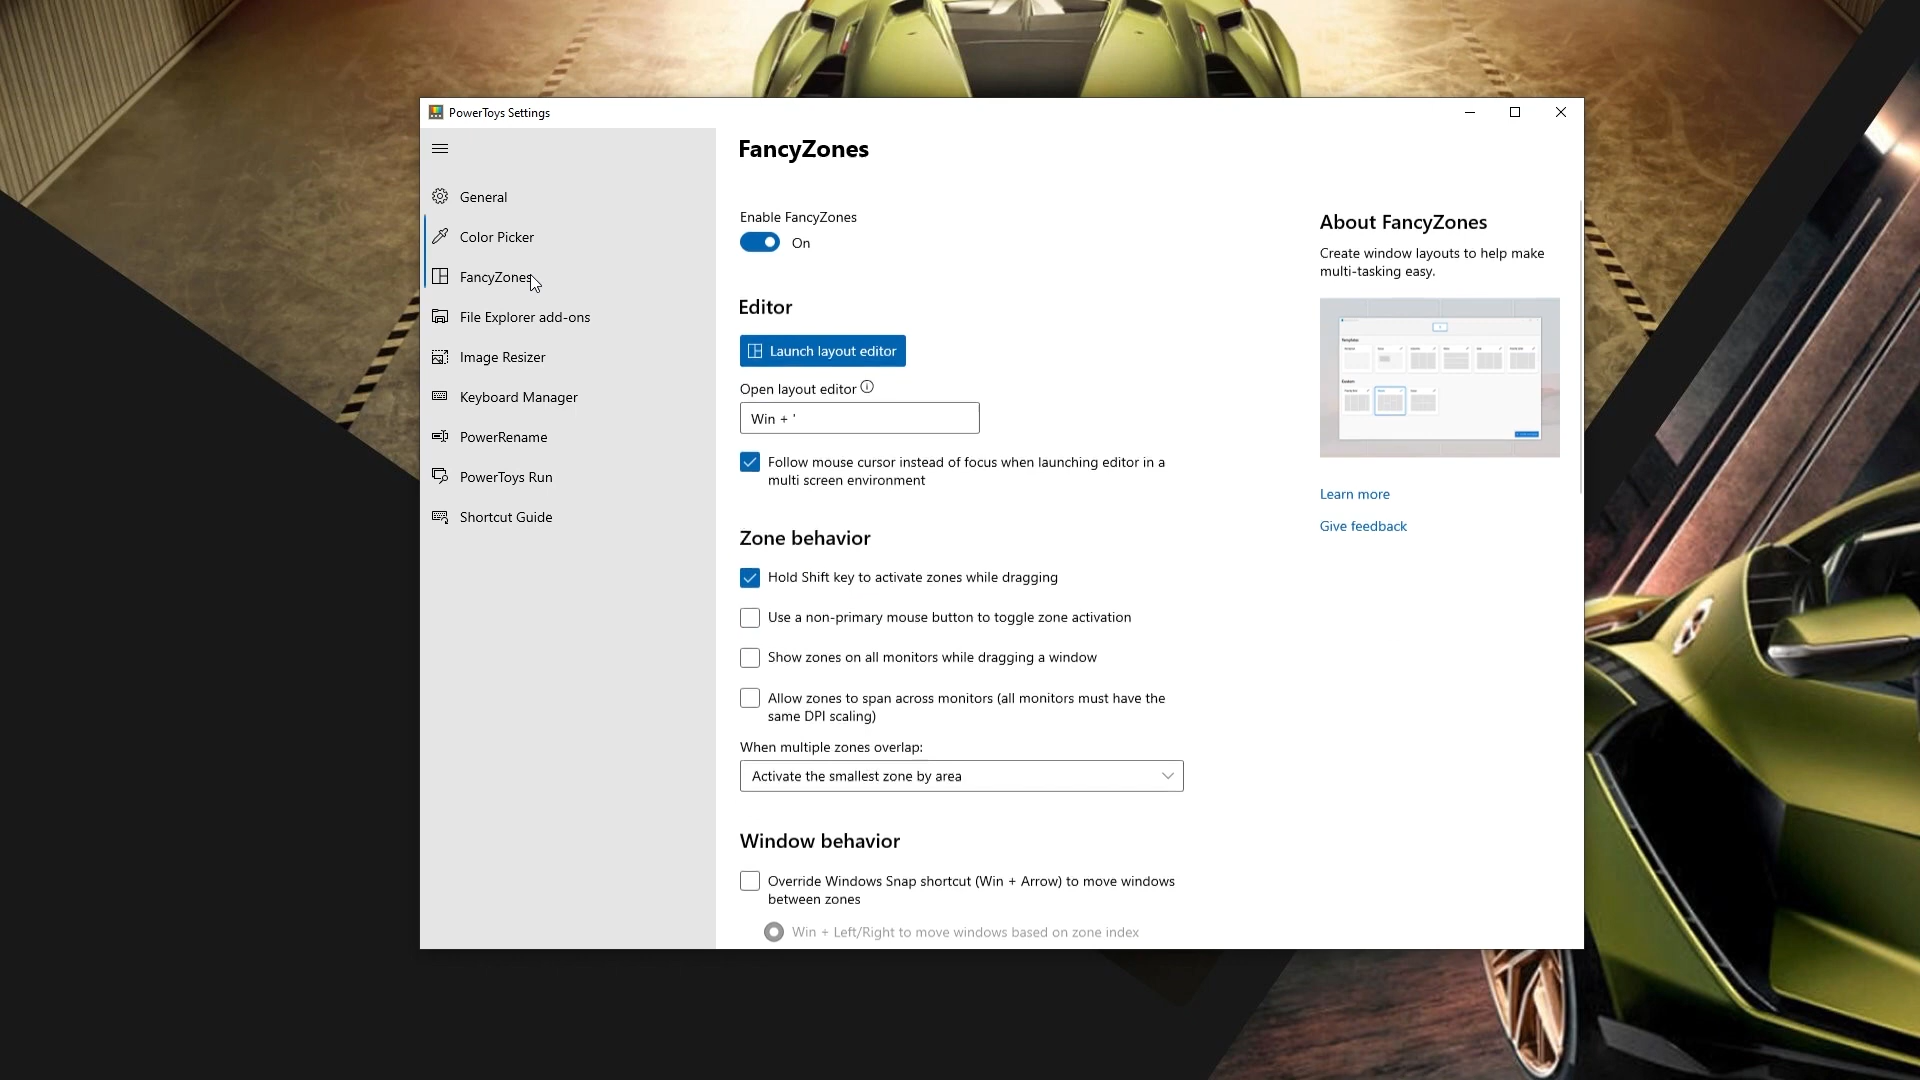 PowerToys Settings
General
Color Picker
FancyZones
File Explorer add-ons
Image Resizer
Keyboard Manager
PowerRename
PowerToys Run
Shortcut Guide
FancyZones
Enable FancyZones
On
Editor
Launch layout editor
Open layout editor
Win + '
Follow mouse cursor instead of focus when launching editor in a
multi screen environment
Zone behavior
Hold Shift key to activate zones while dragging
Use a non-primary mouse button to toggle zone activation
Show zones on all monitors while dragging a window
Allow zones to span across monitors (all monitors must have the
same DPI scaling)
When multiple zones overlap:
Activate the smallest zone by area
Window behavior
Override Windows Snap shortcut (Win + Arrow) to move windows
between zones
Win + Left/Right to move windows based on zone index
About FancyZones
Create window layouts to help make
multi-tasking easy.
Templates
Custom
Learn more
Give feedback